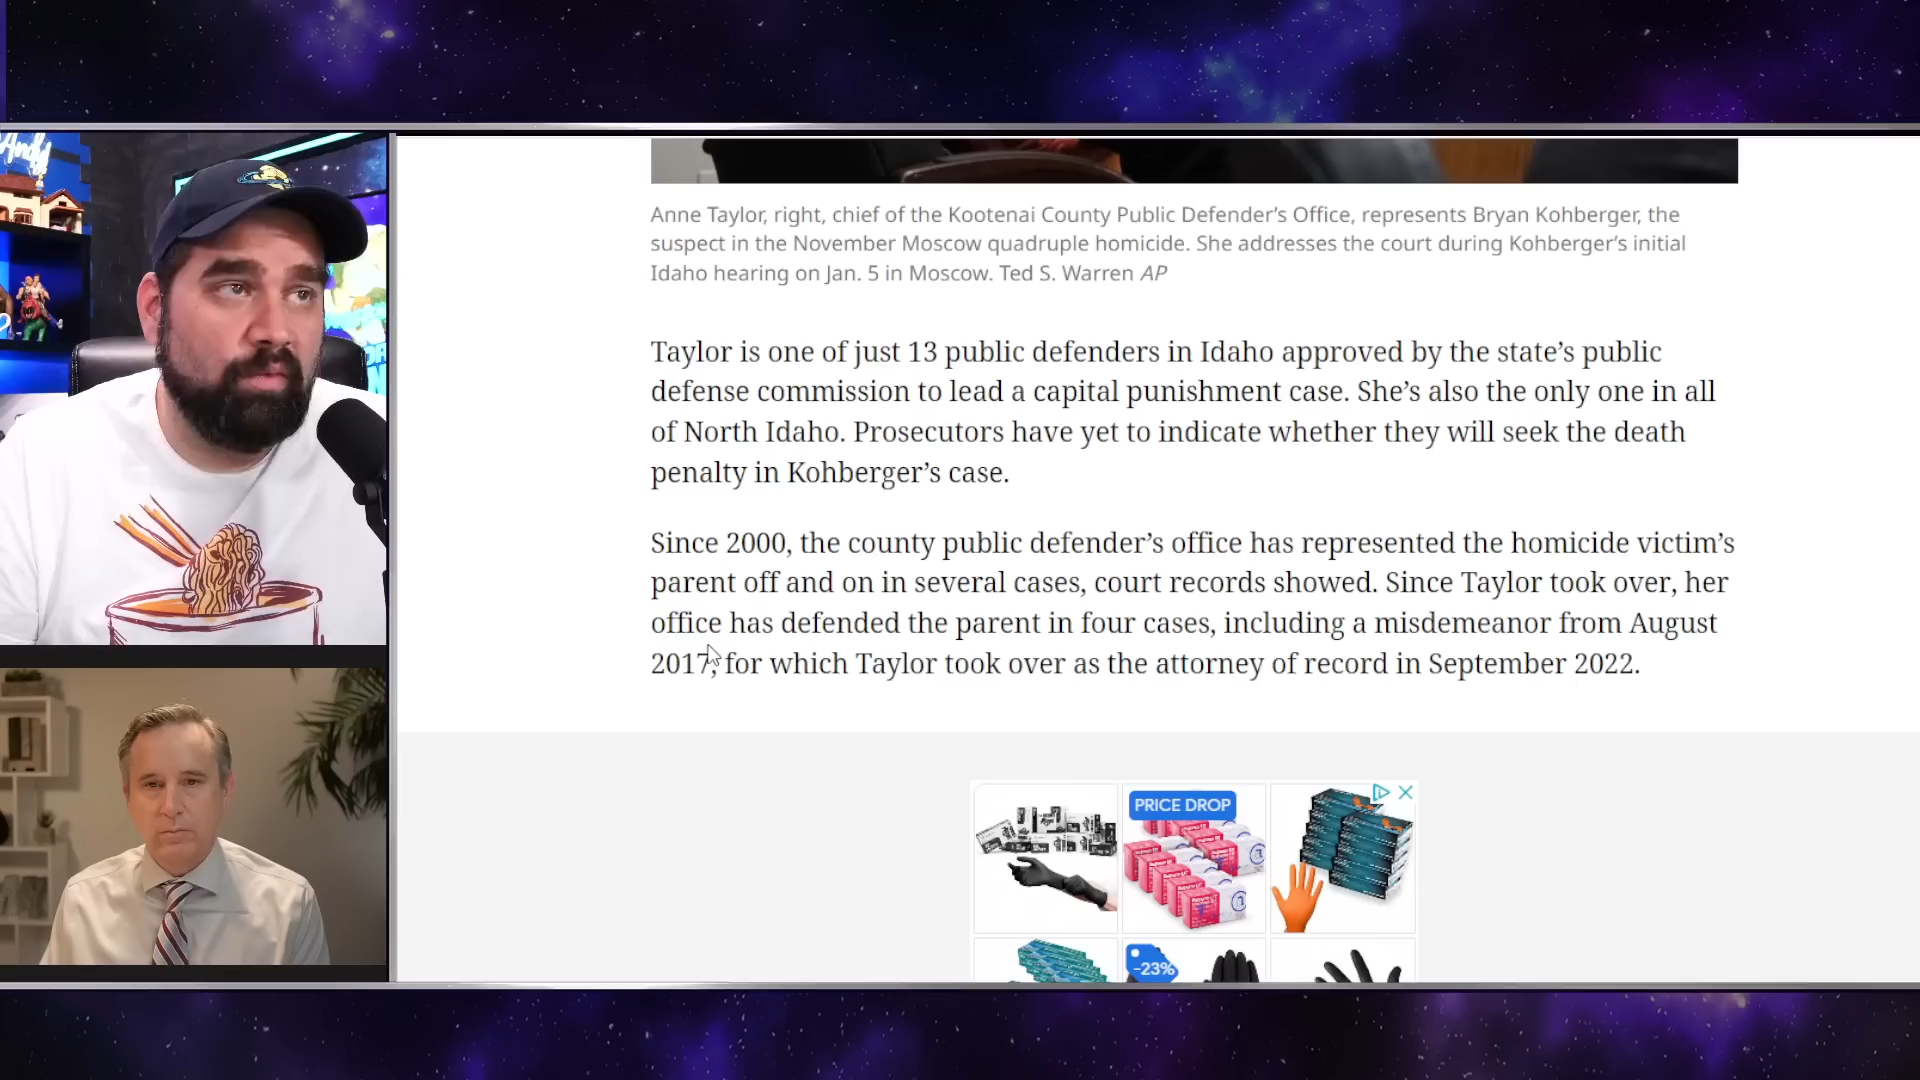 Andy
Anne Taylor, right, chief of the Kootenai County Public Defender’s Office, represents Bryan Kohberger, the
suspect in the November Moscow quadruple homicide. She addresses the court during Kohberger’s initial
Idaho hearing on Jan. 5 in Moscow. Ted S. Warren AP
Taylor is one of just 13 public defenders in Idaho approved by the state’s public
defense commission to lead a capital punishment case. She’s also the only one in all
of North Idaho. Prosecutors have yet to indicate whether they will seek the death
penalty in Kohberger’s case.
Since 2000, the county public defender’s office has represented the homicide victim’s
parent off and on in several cases, court records showed. Since Taylor took over, her
office has defended the parent in four cases, including a misdemeanor from August
2017, for which Taylor took over as the attorney of record in September 2022.
PRICE DROP
-23%